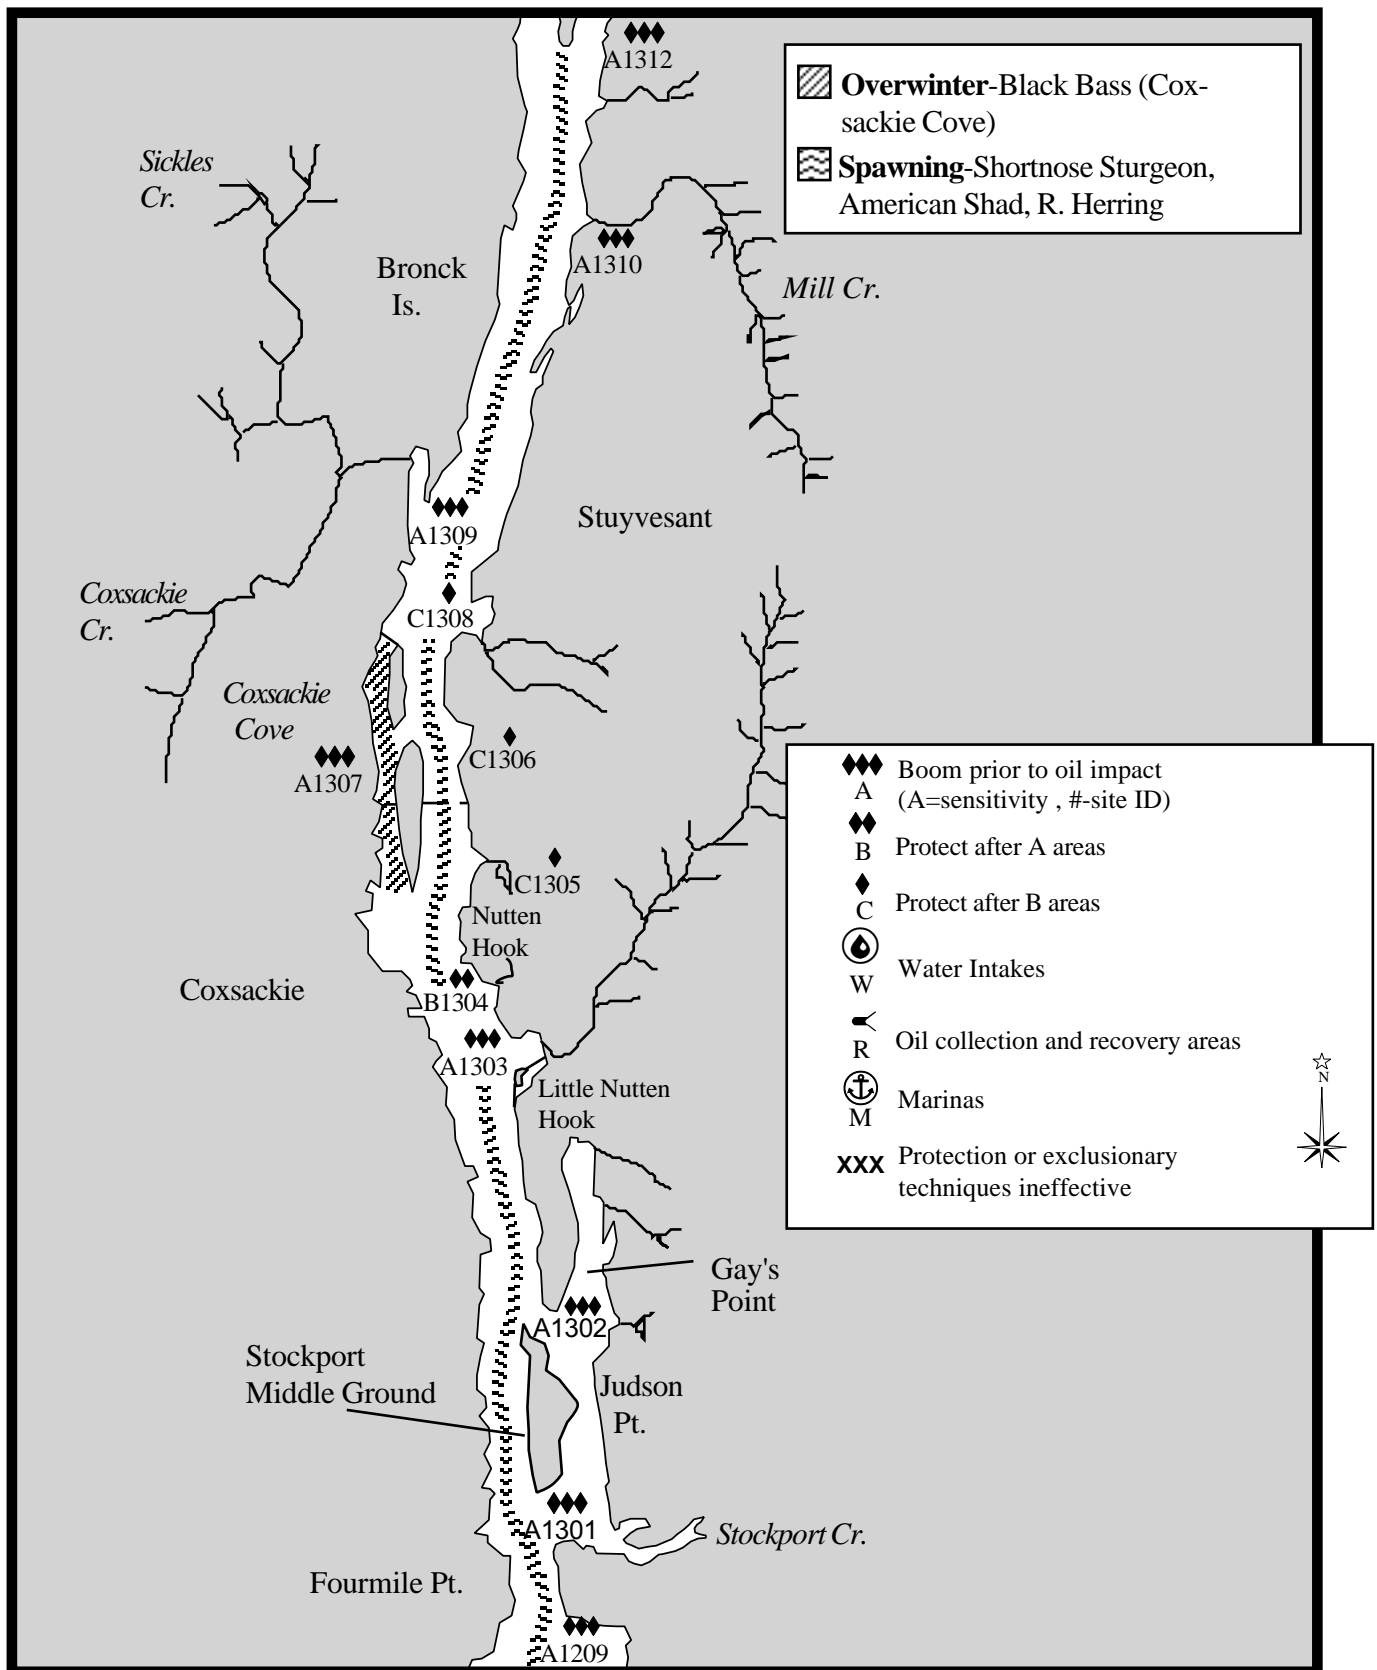 A1312
Overwinter-Black Bass (Cox-
sackie Cove)
Spawning-Shortnose Sturgeon,
American Shad, R. Herring
Sickles
Cr.
A1310
Bronck
Is.
Mill Cr.
A1309
Stuyvesant
Coxsackie
Cr.
C1308
Coxsackie
Cove
A1307
C1306
C1305
Nutten
Hook
Coxsackie
B1304
A1303
Little Nutten
Hook
Boom prior to oil impact
A
(A=sensitivity , #-site ID)
B
Protect after A areas
C
Protect after B areas
W
Water Intakes
R
Oil collection and recovery areas
M
Marinas
XXX
Protection or exclusionary
techniques ineffective
N
Gay's
Point
A1302
Stockport
Middle Ground
Judson
Pt.
A1301
Stockport Cr.
Fourmile Pt.
A1209